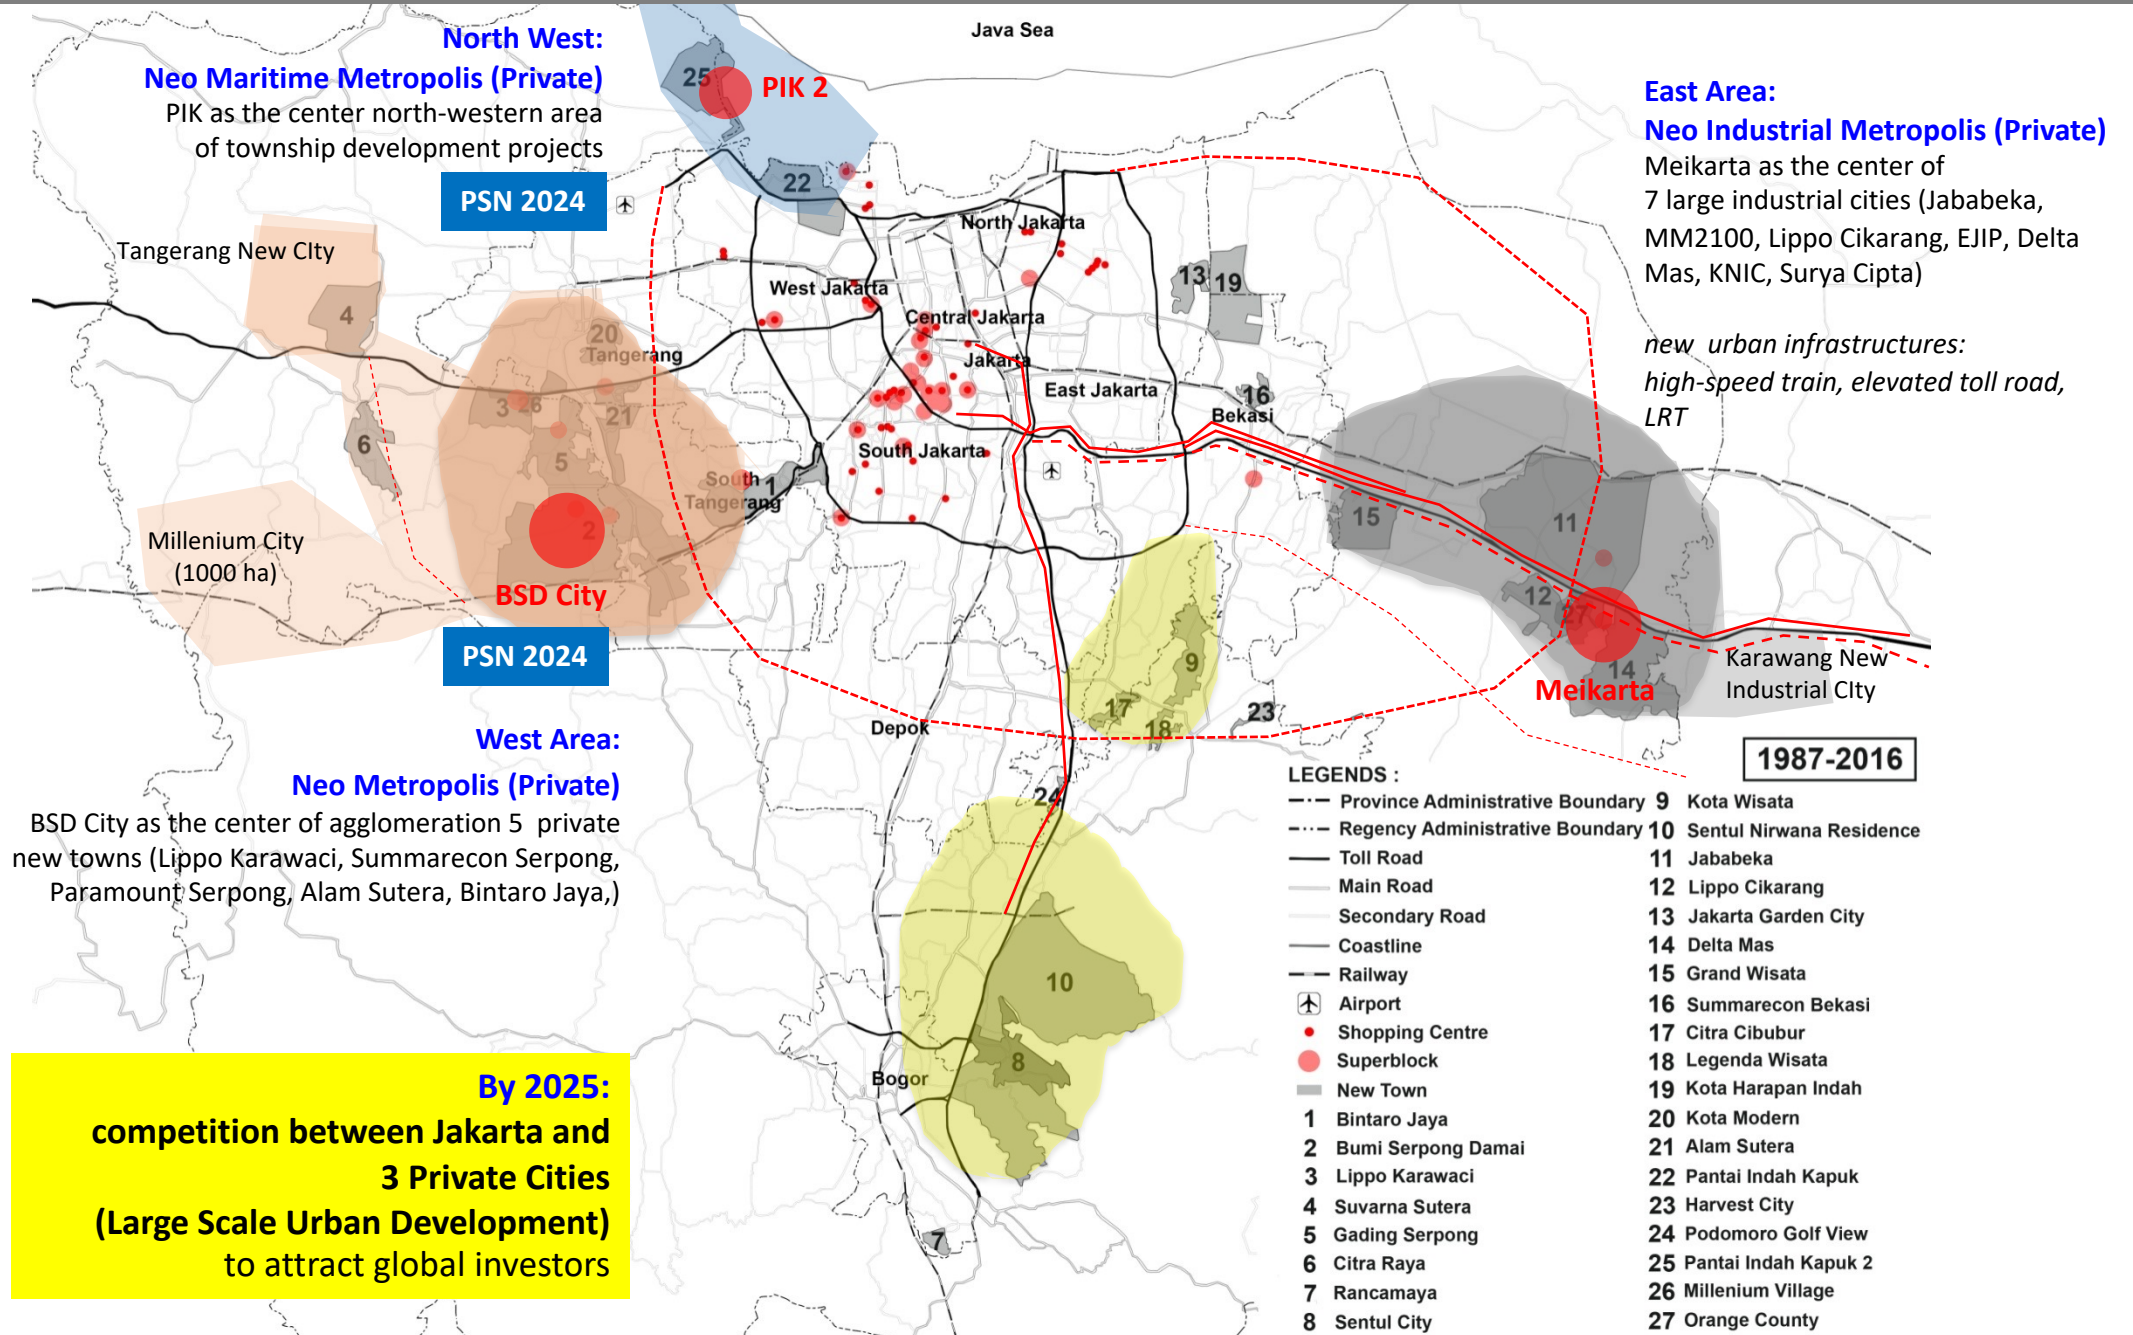 Java Sea
North West:
Neo Maritime Metropolis (Private)
PIK as the center north-western area
of township development projects
PSN 2024
25
PIK 2
22
East Area:
Neo Industrial Metropolis (Private)
Meikarta as the center of
7 large industrial cities (Jababeka,
MM2100, Lippo Cikarang, EJIP, Delta
Mas, KNIC, Surya Cipta)
new urban infrastructures:
high-speed train, elevated toll road,
LRT
Tangerang New CIty
4
North Jakarta
West Jakarta
13
19
Central Jakarta
20
Tangerang
Jakarta
East Jakarta
16
Bekasi
3
26
21
6
5
South Jakarta
South
Tangerang
1
15
11
Millenium City
(1000 ha)
2
BSD City
PSN 2024
12
27
9
14
Karawang New
Industrial CIty
Meikarta
17
18
23
Depok
24
West Area:
Neo Metropolis (Private)
BSD City as the center of agglomeration 5 private
new towns (Lippo Karawaci, Summarecon Serpong,
Paramount Serpong, Alam Sutera, Bintaro Jaya,)
10
8
Bogor
7
By 2025:
competition between Jakarta and
3 Private Cities
(Large Scale Urban Development)
to attract global investors
1987-2016
LEGENDS :
Province Administrative Boundary
Regency Administrative Boundary
Toll Road
Main Road
Secondary Road
Coastline
Railway
Airport
Shopping Centre
Superblock
New Town
1 Bintaro Jaya
2 Bumi Serpong Damai
3 Lippo Karawaci
4 Suvarna Sutera
5 Gading Serpong
6 Citra Raya
7 Rancamaya
8 Sentul City
9 Kota Wisata
10 Sentul Nirwana Residence
11 Jababeka
12 Lippo Cikarang
13 Jakarta Garden City
14 Delta Mas
15 Grand Wisata
16 Summarecon Bekasi
17 Citra Cibubur
18 Legenda Wisata
19 Kota Harapan Indah
20 Kota Modern
21 Alam Sutera
22 Pantai Indah Kapuk
23 Harvest City
24 Podomoro Golf View
25 Pantai Indah Kapuk 2
26 Millenium Village
27 Orange County